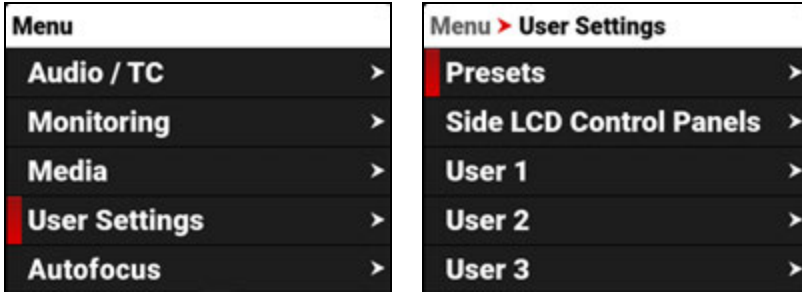 Menu
Audio / TC
Monitoring
Media
User Settings
Autofocus
Menu > User Settings
Presets
Side LCD Control Panels
User 1
User 2
User 3